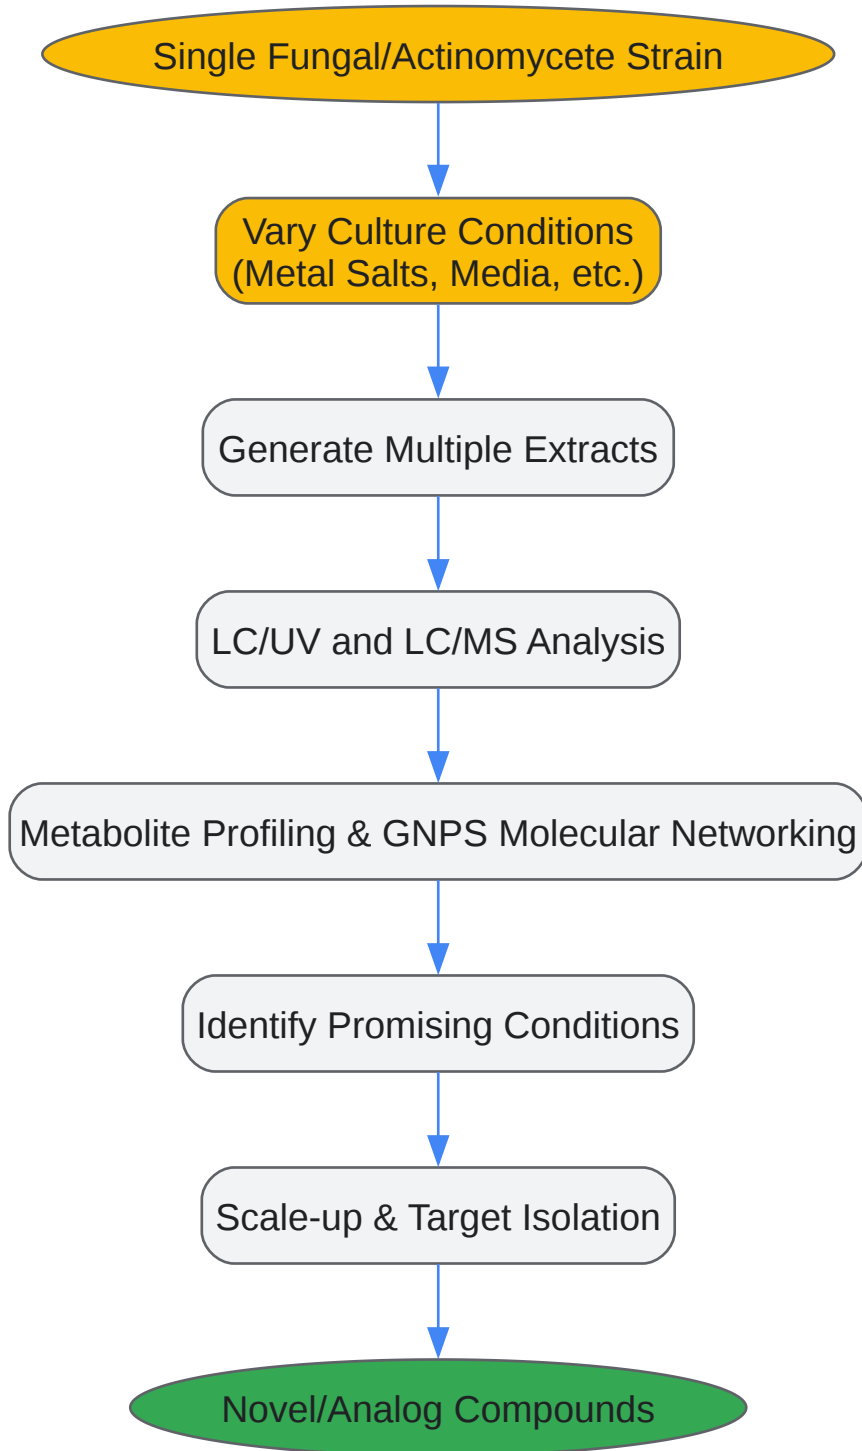 Single Fungal/Actinomycete Strain
Vary Culture Conditions
(Metal Salts, Media, etc.)
Generate Multiple Extracts
LC/UV and LC/MS Analysis
Metabolite Profiling & GNPS Molecular Networking
Identify Promising Conditions
Scale-up & Target Isolation
Novel/Analog Compounds